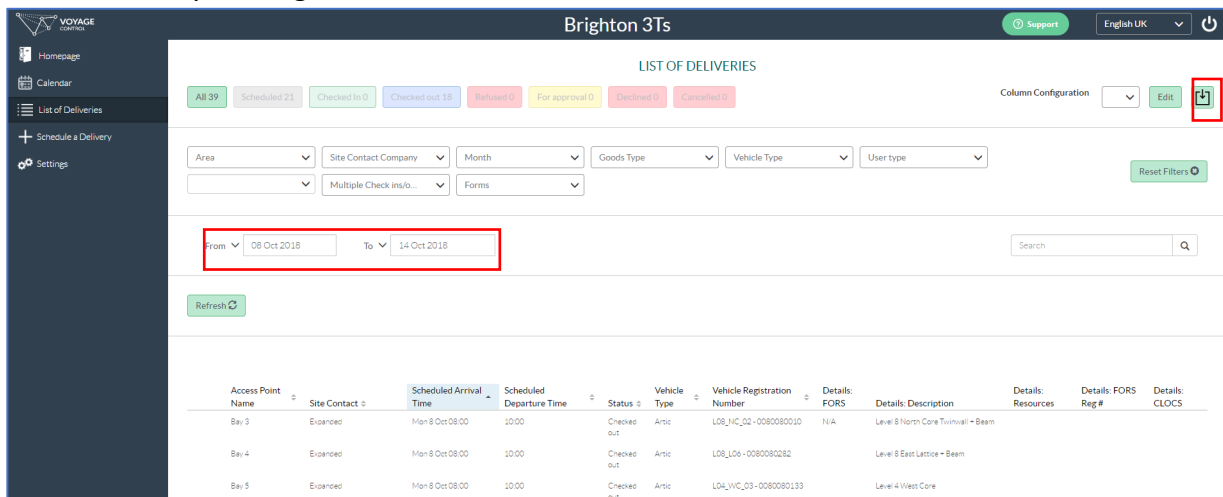 VOYAGE
CONTROL
Brighton 3Ts
Support
English UK
Homepage
Calendar
List of Deliveries
Schedule a Delivery
Settings
LIST OF DELIVERIES
All 39 Scheduled 21 Checked In 0 Checked out 18 Refused 0 For approval 0 Declined 0 Cancelled 0
Column Configuration Edit
Area Site Contact Company Month Goods Type Vehicle Type User type
Multiple Check ins/o... Forms
Reset Filters
From 08 Oct 2018 To 14 Oct 2018
Search
Refresh
Access Point Name Site Contact Scheduled Arrival Time Scheduled Departure Time Status Vehicle Type Vehicle Registration Number Details: FORS Details: Description Details: Resources Details: FORS Reg # Details: CLOCS
Bay 3 Expanded Mon 8 Oct 08:00 10:00 Checked out Artic L08_NC_02 - 0080080010 N/A Level 8 North Core Twinwall + Beam
Bay 4 Expanded Mon 8 Oct 08:00 10:00 Checked out Artic L08_L06 - 0080080282 Level 8 East Lattice + Beam
Bay 5 Expanded Mon 8 Oct 08:00 10:00 Checked out Artic L04_WC_03 - 0080080133 Level 4 West Core